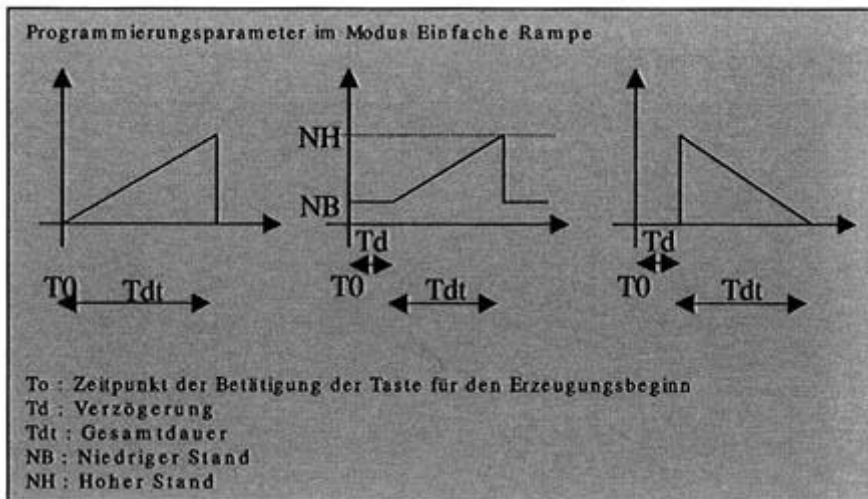 Programmierungsparameter im Modus Einfache Rampe
NH
NB
Td
Td
T0
Tdt
T0
Tdt
T0
Tdt
To : Zeitpunkt der Betätigung der Taste für den Erzeugungsbeginn
Td : Verzögerung
Tdt : Gesamtdauer
NB : Niedriger Stand
NH : Hoher Stand